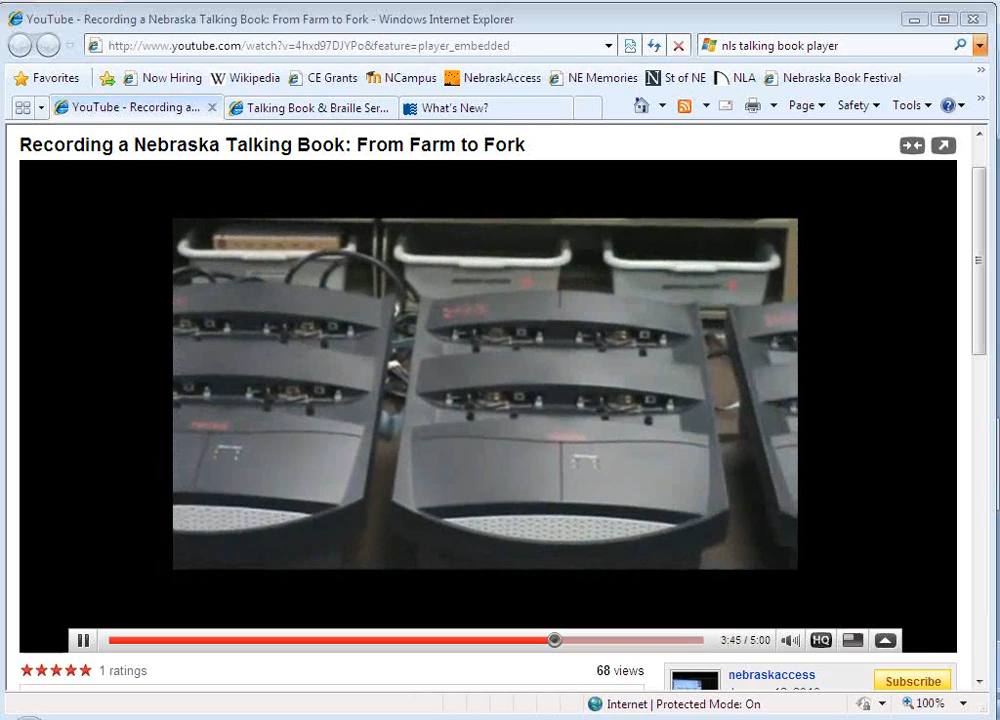 YouTube - Recording a Nebraska Talking Book: From Farm to Fork - Windows Internet Explorer
http://www.youtube.com/watch?v=4hxd97DJYPo&feature=player_embedded
nls talking book player
Favorites
Now Hiring
W Wikipedia
CE Grants
NCampus
NebraskAccess
NE Memories
N St of NE
NLA
Nebraska Book Festival
YouTube - Recording a...
Talking Book & Braille Ser...
What's New?
Page
Safety
Tools
Recording a Nebraska Talking Book: From Farm to Fork
3:45 / 5:00
HQ
1 ratings
68 views
nebraskaccess
Subscribe
Internet | Protected Mode: On
100%